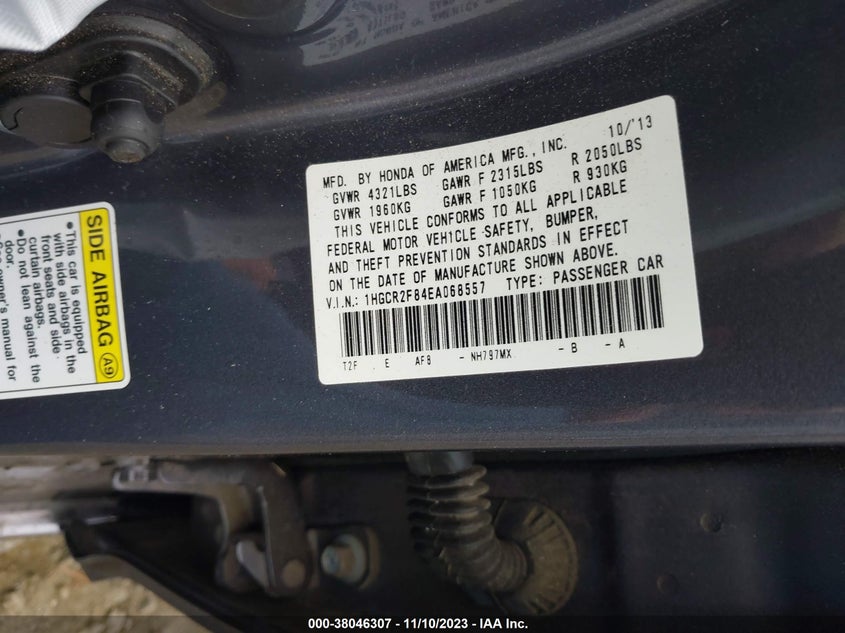 MFD. BY HONDA OF AMERICA MFG., INC. 10/'13
GVWR 4321LBS GAWR F 2315LBS R 2050LBS
GVWR 1960KG GAWR F 1050KG R 930KG
THIS VEHICLE CONFORMS TO ALL APPLICABLE
FEDERAL MOTOR VEHICLE SAFETY, BUMPER,
AND THEFT PREVENTION STANDARDS IN EFFECT
ON THE DATE OF MANUFACTURE SHOWN ABOVE.
V.I.N.: 1HGCR2F84EA068557 TYPE: PASSENGER CAR
T2F E AF8 - NH797MX - B - A
SIDE AIRBAG A9
•This car is equipped
with side airbags in the
front seats and side
curtain airbags.
•Do not lean against the
door.
owner's manual for
000-38046307 - 11/10/2023 - IAA Inc.